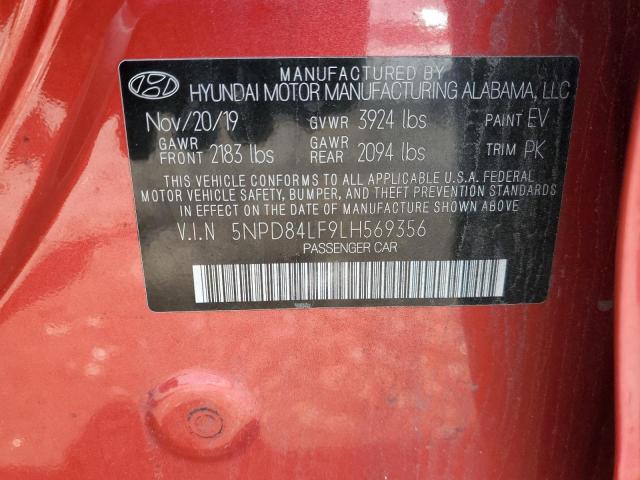 MANUFACTURED BY
HYUNDAI MOTOR MANUFACTURING ALABAMA, LLC
Nov/20/19 GVWR 3924 lbs PAINT EV
GAWR FRONT 2183 lbs GAWR REAR 2094 lbs TRIM PK
THIS VEHICLE CONFORMS TO ALL APPLICABLE U.S.A. FEDERAL
MOTOR VEHICLE SAFETY, BUMPER, AND THEFT PREVENTION STANDARDS
IN EFFECT ON THE DATE OF MANUFACTURE SHOWN ABOVE.
V.I.N 5NPD84LF9LH569356
PASSENGER CAR